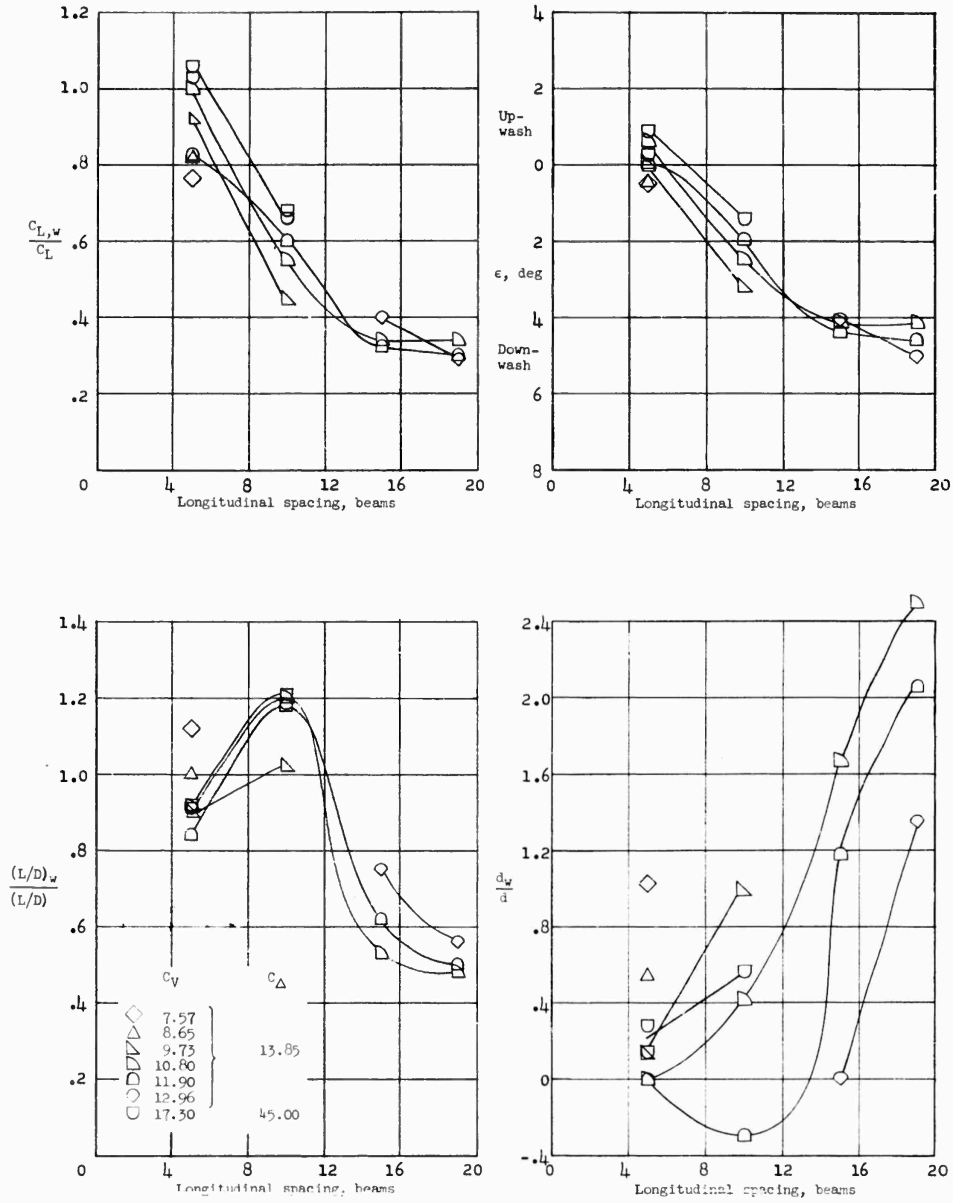 1.2
1.0
.8
.6
.4
.2
0
C_L,w
C_L
0 4 8 12 16 20
Longitudinal spacing, beams
4
2
Up-
wash
0
2
ε, deg
4
Down-
wash
6
8
0 4 8 12 16 20
Longitudinal spacing, beams
1.4
1.2
1.0
.8
(L/D)_w
(L/D)
.6
.4
.2
0
C_V C_Δ
7.57
8.65
9.73 13.85
10.80
11.90
12.96
17.30 45.00
0 4 8 12 16 20
Longitudinal spacing, beams
2.4
2.0
1.6
1.2
d_w
d
.8
.4
0
-.4
4 8 12 16 20
Longitudinal spacing, beams